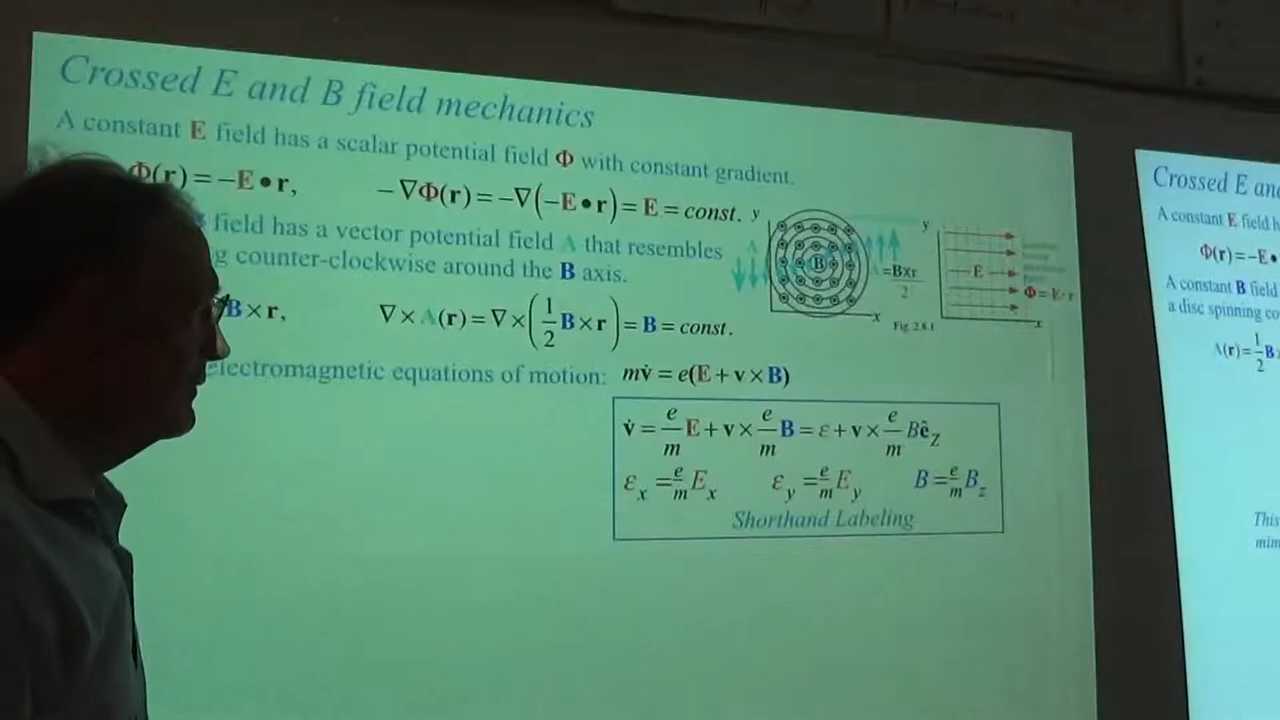 Crossed E and B field mechanics
A constant E field has a scalar potential field Φ with constant gradient.
Φ(r) = −E•r,   −∇Φ(r) = −∇(−E•r) = E = const.
field has a vector potential field A that resembles
counter-clockwise around the B axis.
B×r,   ∇×A(r) = ∇×(1/2 B×r) = B = const.
electromagnetic equations of motion: mv̇ = e(E + v×B)
v̇ = e/m E + v× e/m B = ε + v× e/m Bê_Z
ε_x = e/m E_x   ε_y = e/m E_y   B = e/m B_z
Shorthand Labeling
y
A
B
=B×r/2
x
Fig. 2.8.1
y
E
Φ=E·r
x
Crossed E
A constant E field h
Φ(r)=−E•
A constant B field
a disc spinning co
A(r)=1/2 B
This